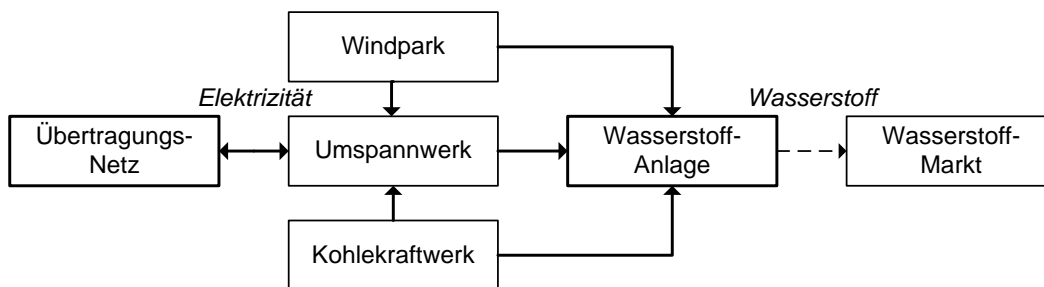 Windpark
Elektrizität
Wasserstoff
Übertragungs-
Netz
Umspannwerk
Wasserstoff-
Anlage
Wasserstoff-
Markt
Kohlekraftwerk